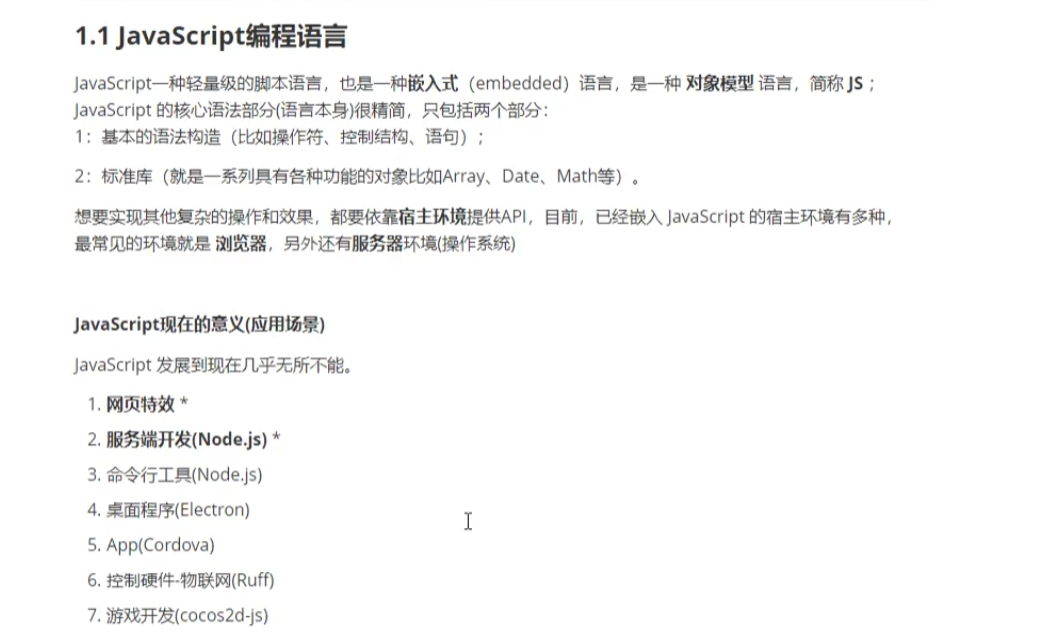 1.1 JavaScript编程语言
JavaScript一种轻量级的脚本语言，也是一种嵌入式（embedded）语言，是一种 对象模型 语言，简称 JS；
JavaScript 的核心语法部分(语言本身)很精简，只包括两个部分：
1：基本的语法构造（比如操作符、控制结构、语句）；
2：标准库（就是一系列具有各种功能的对象比如Array、Date、Math等）。
想要实现其他复杂的操作和效果，都要依靠宿主环境提供API，目前，已经嵌入 JavaScript 的宿主环境有多种，
最常见的环境就是 浏览器，另外还有服务器环境(操作系统)
JavaScript现在的意义(应用场景)
JavaScript 发展到现在几乎无所不能。
1. 网页特效 *
2. 服务端开发(Node.js) *
3. 命令行工具(Node.js)
4. 桌面程序(Electron)
5. App(Cordova)
6. 控制硬件-物联网(Ruff)
7. 游戏开发(cocos2d-js)